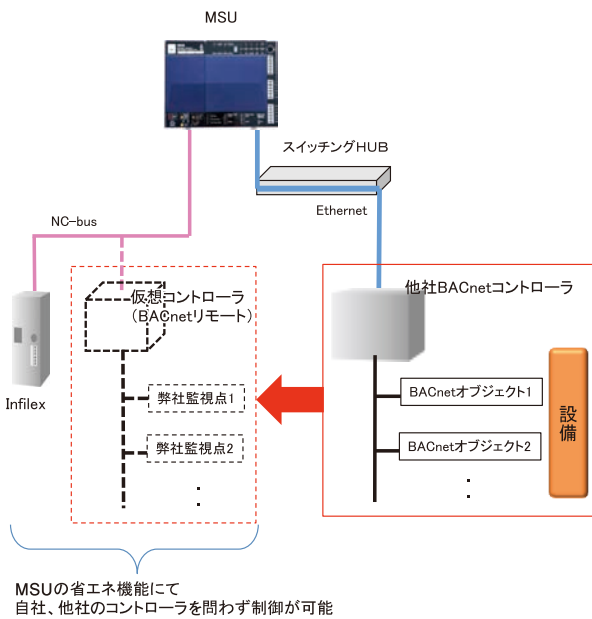 MSU
スイッチングHUB
Ethernet
NC-bus
仮想コントローラ
(BACnetリモート)
他社BACnetコントローラ
Infilex
弊社監視点1
弊社監視点2
：
BACnetオブジェクト1
BACnetオブジェクト2
：
設備
MSUの省エネ機能にて
自社、他社のコントローラを問わず制御が可能